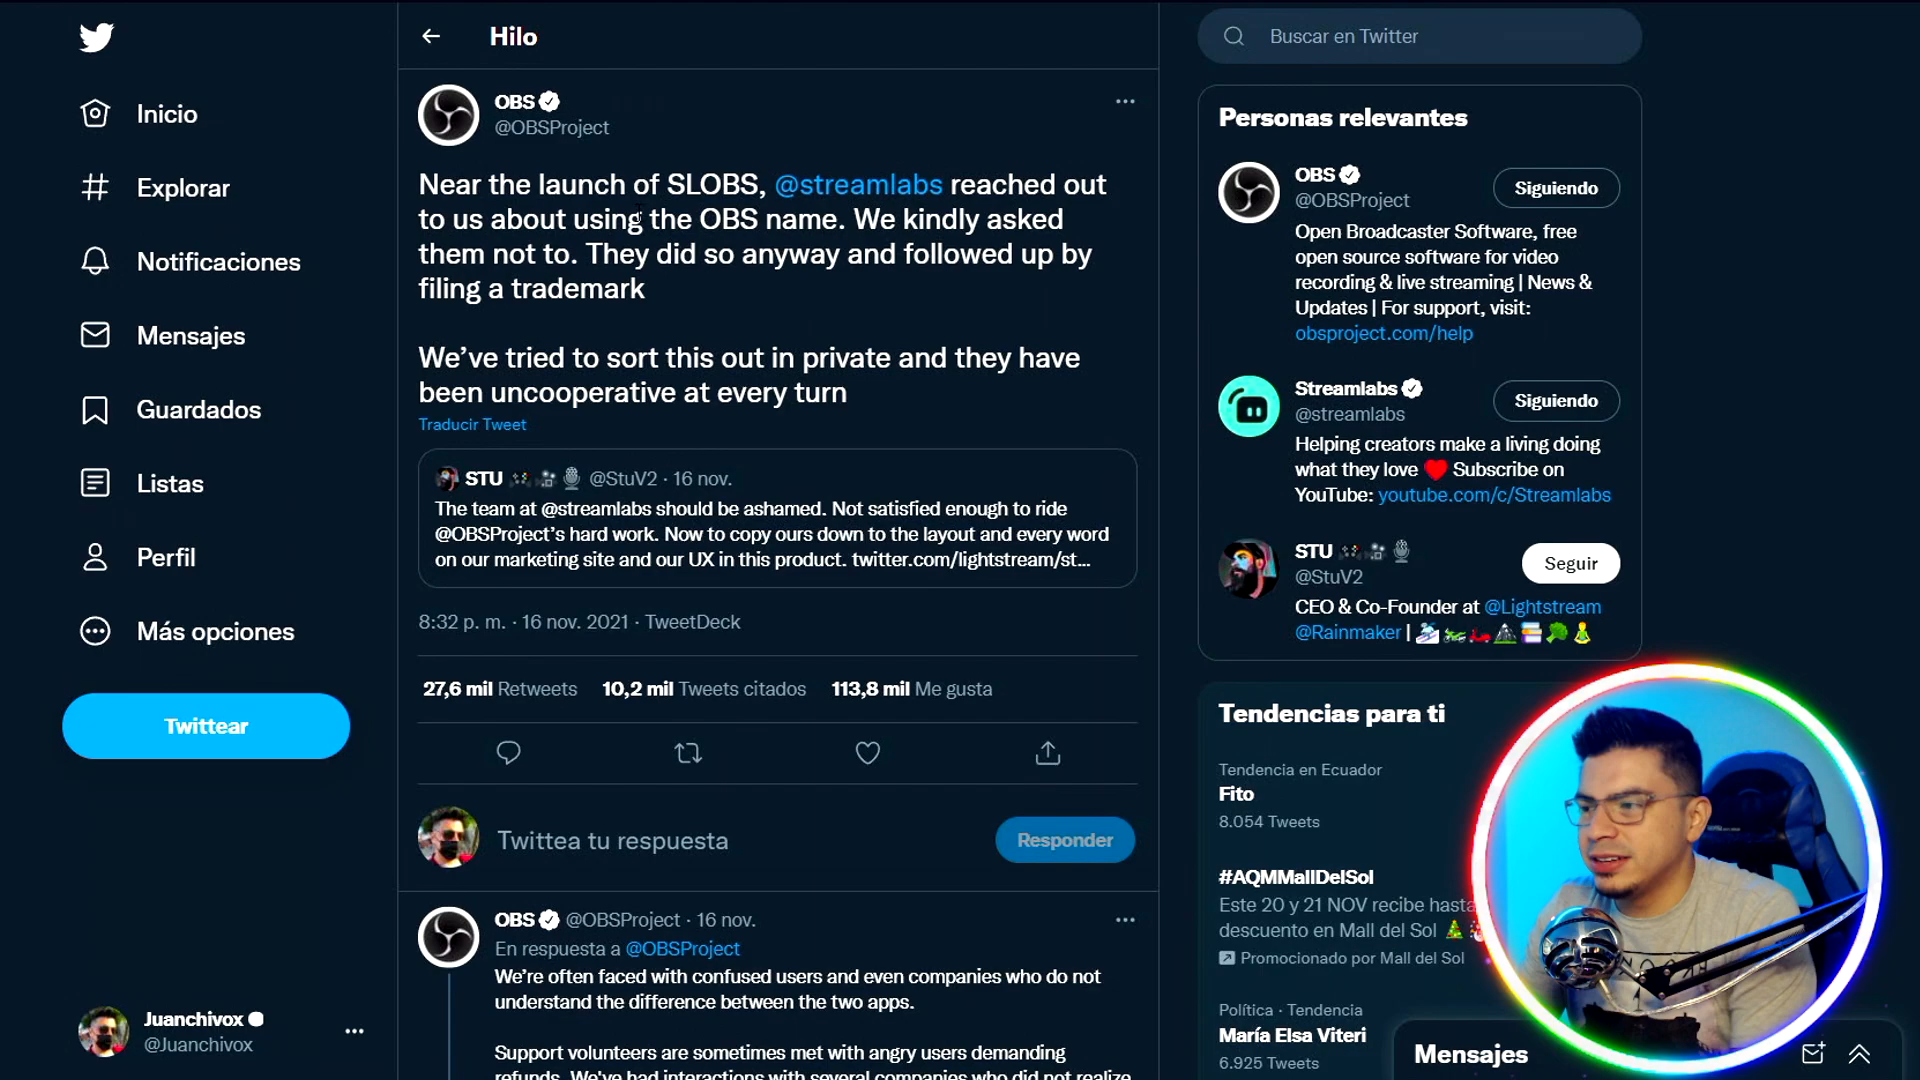 Inicio
Explorar
Notificaciones
Mensajes
Guardados
Listas
Perfil
Más opciones
Twittear
Juanchivox
@Juanchivox
Hilo
OBS
@OBSProject
Near the launch of SLOBS, @streamlabs reached out
to us about using the OBS name. We kindly asked
them not to. They did so anyway and followed up by
filing a trademark
We’ve tried to sort this out in private and they have
been uncooperative at every turn
Traducir Tweet
STU @StuV2 · 16 nov.
The team at @streamlabs should be ashamed. Not satisfied enough to ride
@OBSProject’s hard work. Now to copy ours down to the layout and every word
on our marketing site and our UX in this product. twitter.com/lightstream/st...
8:32 p. m. · 16 nov. 2021 · TweetDeck
27,6 mil Retweets 10,2 mil Tweets citados 113,8 mil Me gusta
Twittea tu respuesta
Responder
OBS @OBSProject · 16 nov.
En respuesta a @OBSProject
We’re often faced with confused users and even companies who do not
understand the difference between the two apps.
Support volunteers are sometimes met with angry users demanding
refunds. We've had interactions with several companies who did not realize
Buscar en Twitter
Personas relevantes
OBS
@OBSProject
Siguiendo
Open Broadcaster Software, free
open source software for video
recording & live streaming | News &
Updates | For support, visit:
obsproject.com/help
Streamlabs
@streamlabs
Siguiendo
Helping creators make a living doing
what they love Subscribe on
YouTube: youtube.com/c/Streamlabs
STU
@StuV2
Seguir
CEO & Co-Founder at @Lightstream
@Rainmaker |
Tendencias para ti
Tendencia en Ecuador
Fito
8.054 Tweets
#AQMMallDelSol
Este 20 y 21 NOV recibe hasta
descuento en Mall del Sol
Promocionado por Mall del Sol
Política · Tendencia
María Elsa Viteri
6.925 Tweets
Mensajes